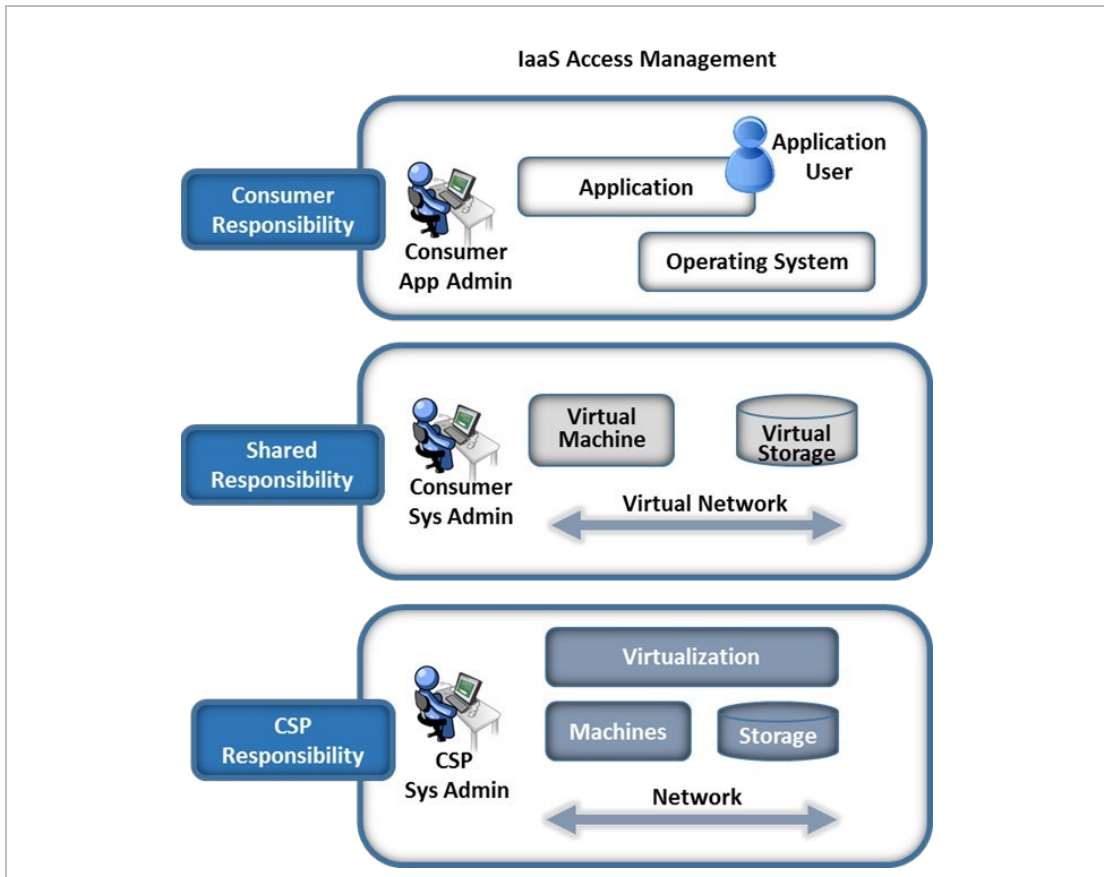 IaaS Access Management
Consumer
Responsibility
Consumer
App Admin
Application
Application
User
Operating System
Shared
Responsibility
Consumer
Sys Admin
Virtual
Machine
Virtual
Storage
Virtual Network
CSP
Responsibility
CSP
Sys Admin
Virtualization
Machines
Storage
Network